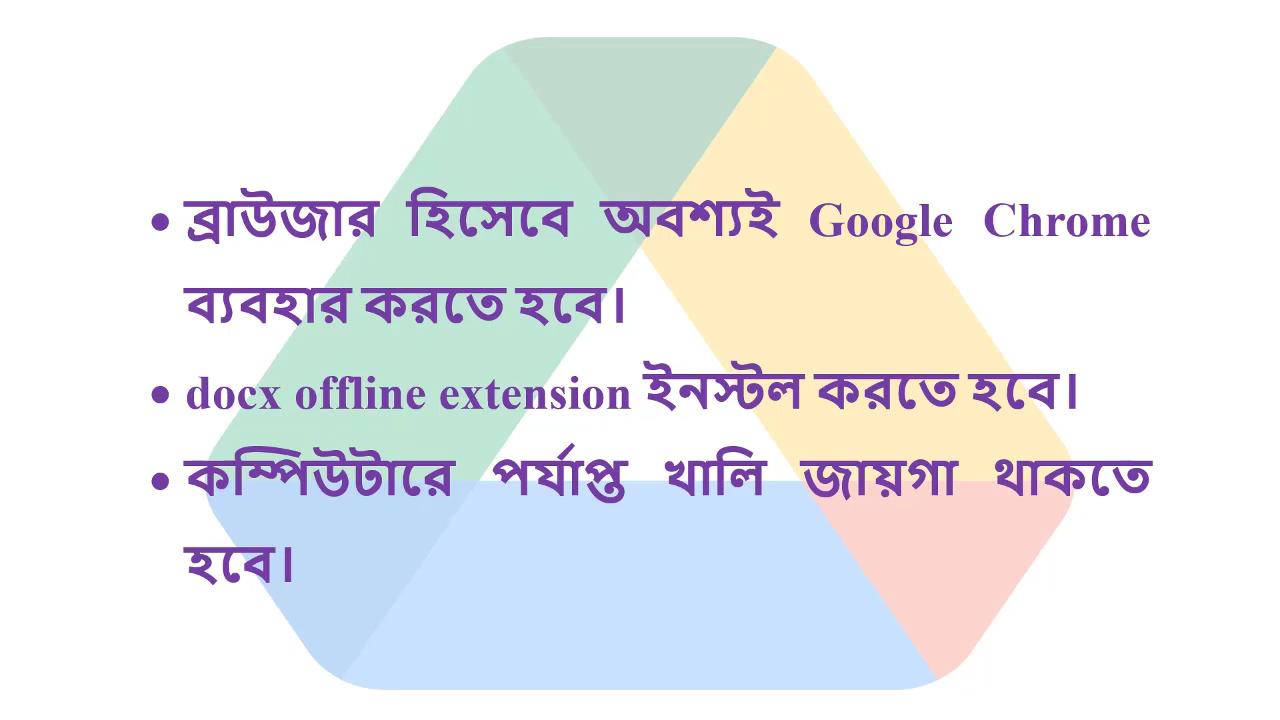 • ব্রাউজার হিসেবে অবশ্যই Google Chrome
ব্যবহার করতে হবে।
• docx offline extension ইনস্টল করতে হবে।
• কম্পিউটারে পর্যাপ্ত খালি জায়গা থাকতে
হবে।